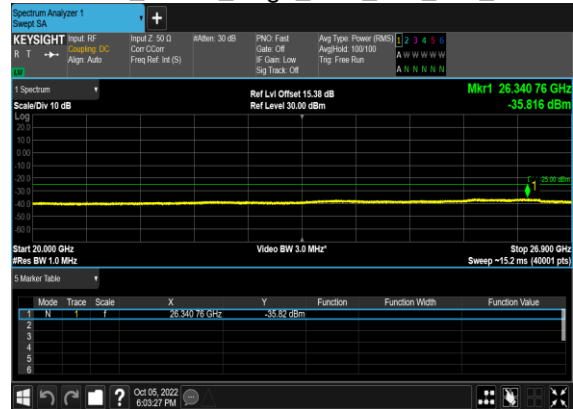 Spectrum Analyzer 1
Swept SA
+
KEYSIGHT Input: RF Input Z: 50 Ω #Atten: 30 dB PNO: Fast Avg Type: Power (RMS) 1 2 3 4 5 6
R T Coupling: DC Corr CCorr Gate: Off Avg|Hold: 100/100 A W W W W W
Align: Auto Freq Ref: Int (S) IF Gain: Low Trig: Free Run
Sig Track: Off A N N N N N
1 Spectrum Ref Lvl Offset 15.38 dB Mkr1 26.340 76 GHz
Scale/Div 10 dB Ref Level 30.00 dBm -35.816 dBm
Log
20.0
10.0
0.00
-10.0
-20.0
-25.00 dBm
1
-30.0
-40.0
-50.0
-60.0
Start 20.000 GHz Video BW 3.0 MHz* Stop 26.900 GHz
#Res BW 1.0 MHz Sweep ~15.2 ms (40001 pts)
5 Marker Table
Mode Trace Scale X Y Function Function Width Function Value
1 N 1 f 26.340 76 GHz -35.82 dBm
2
3
4
5
6
? Oct 05, 2022
6:03:27 PM